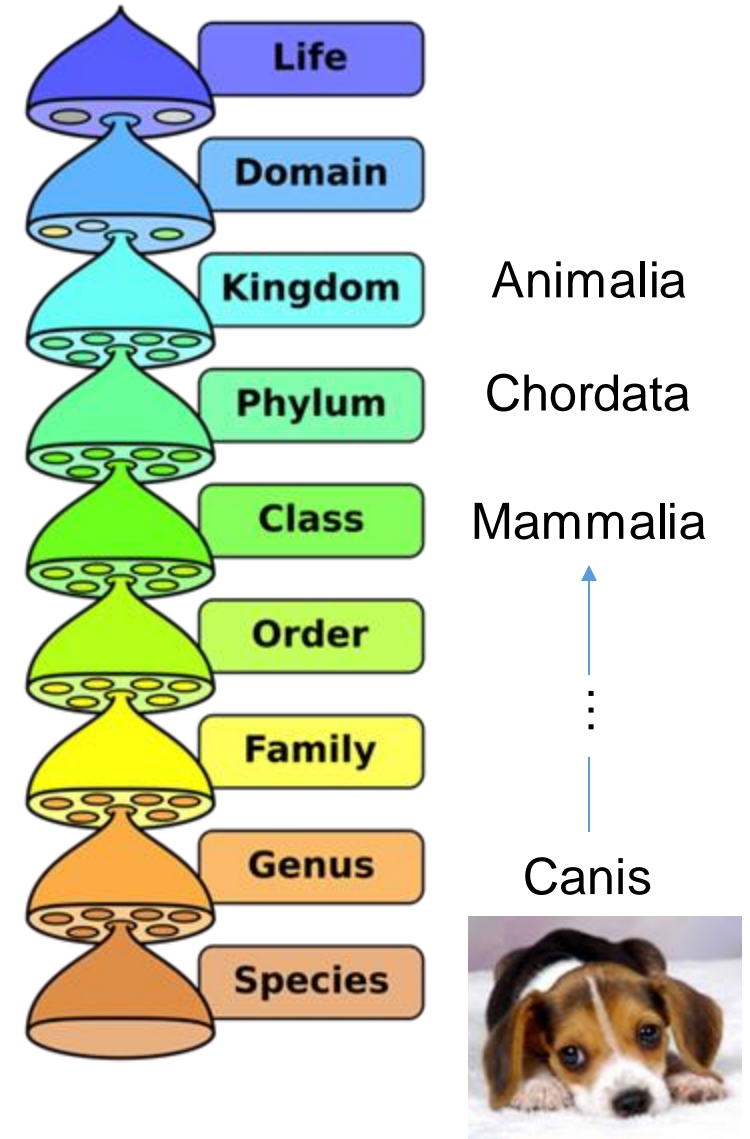 Life
Domain
Kingdom Animalia
Phylum Chordata
Class Mammalia
Order
...
Family
Genus Canis
Species